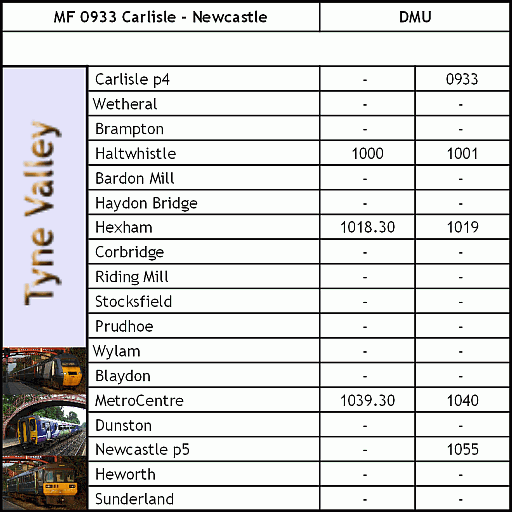 MF 0933 Carlisle - Newcastle DMU
Tyne Valley
Carlisle p4 - 0933
Wetheral - -
Brampton - -
Haltwhistle 1000 1001
Bardon Mill - -
Haydon Bridge - -
Hexham 1018.30 1019
Corbridge - -
Riding Mill - -
Stocksfield - -
Prudhoe - -
Wylam - -
Blaydon - -
MetroCentre 1039.30 1040
Dunston - -
Newcastle p5 - 1055
Heworth - -
Sunderland - -